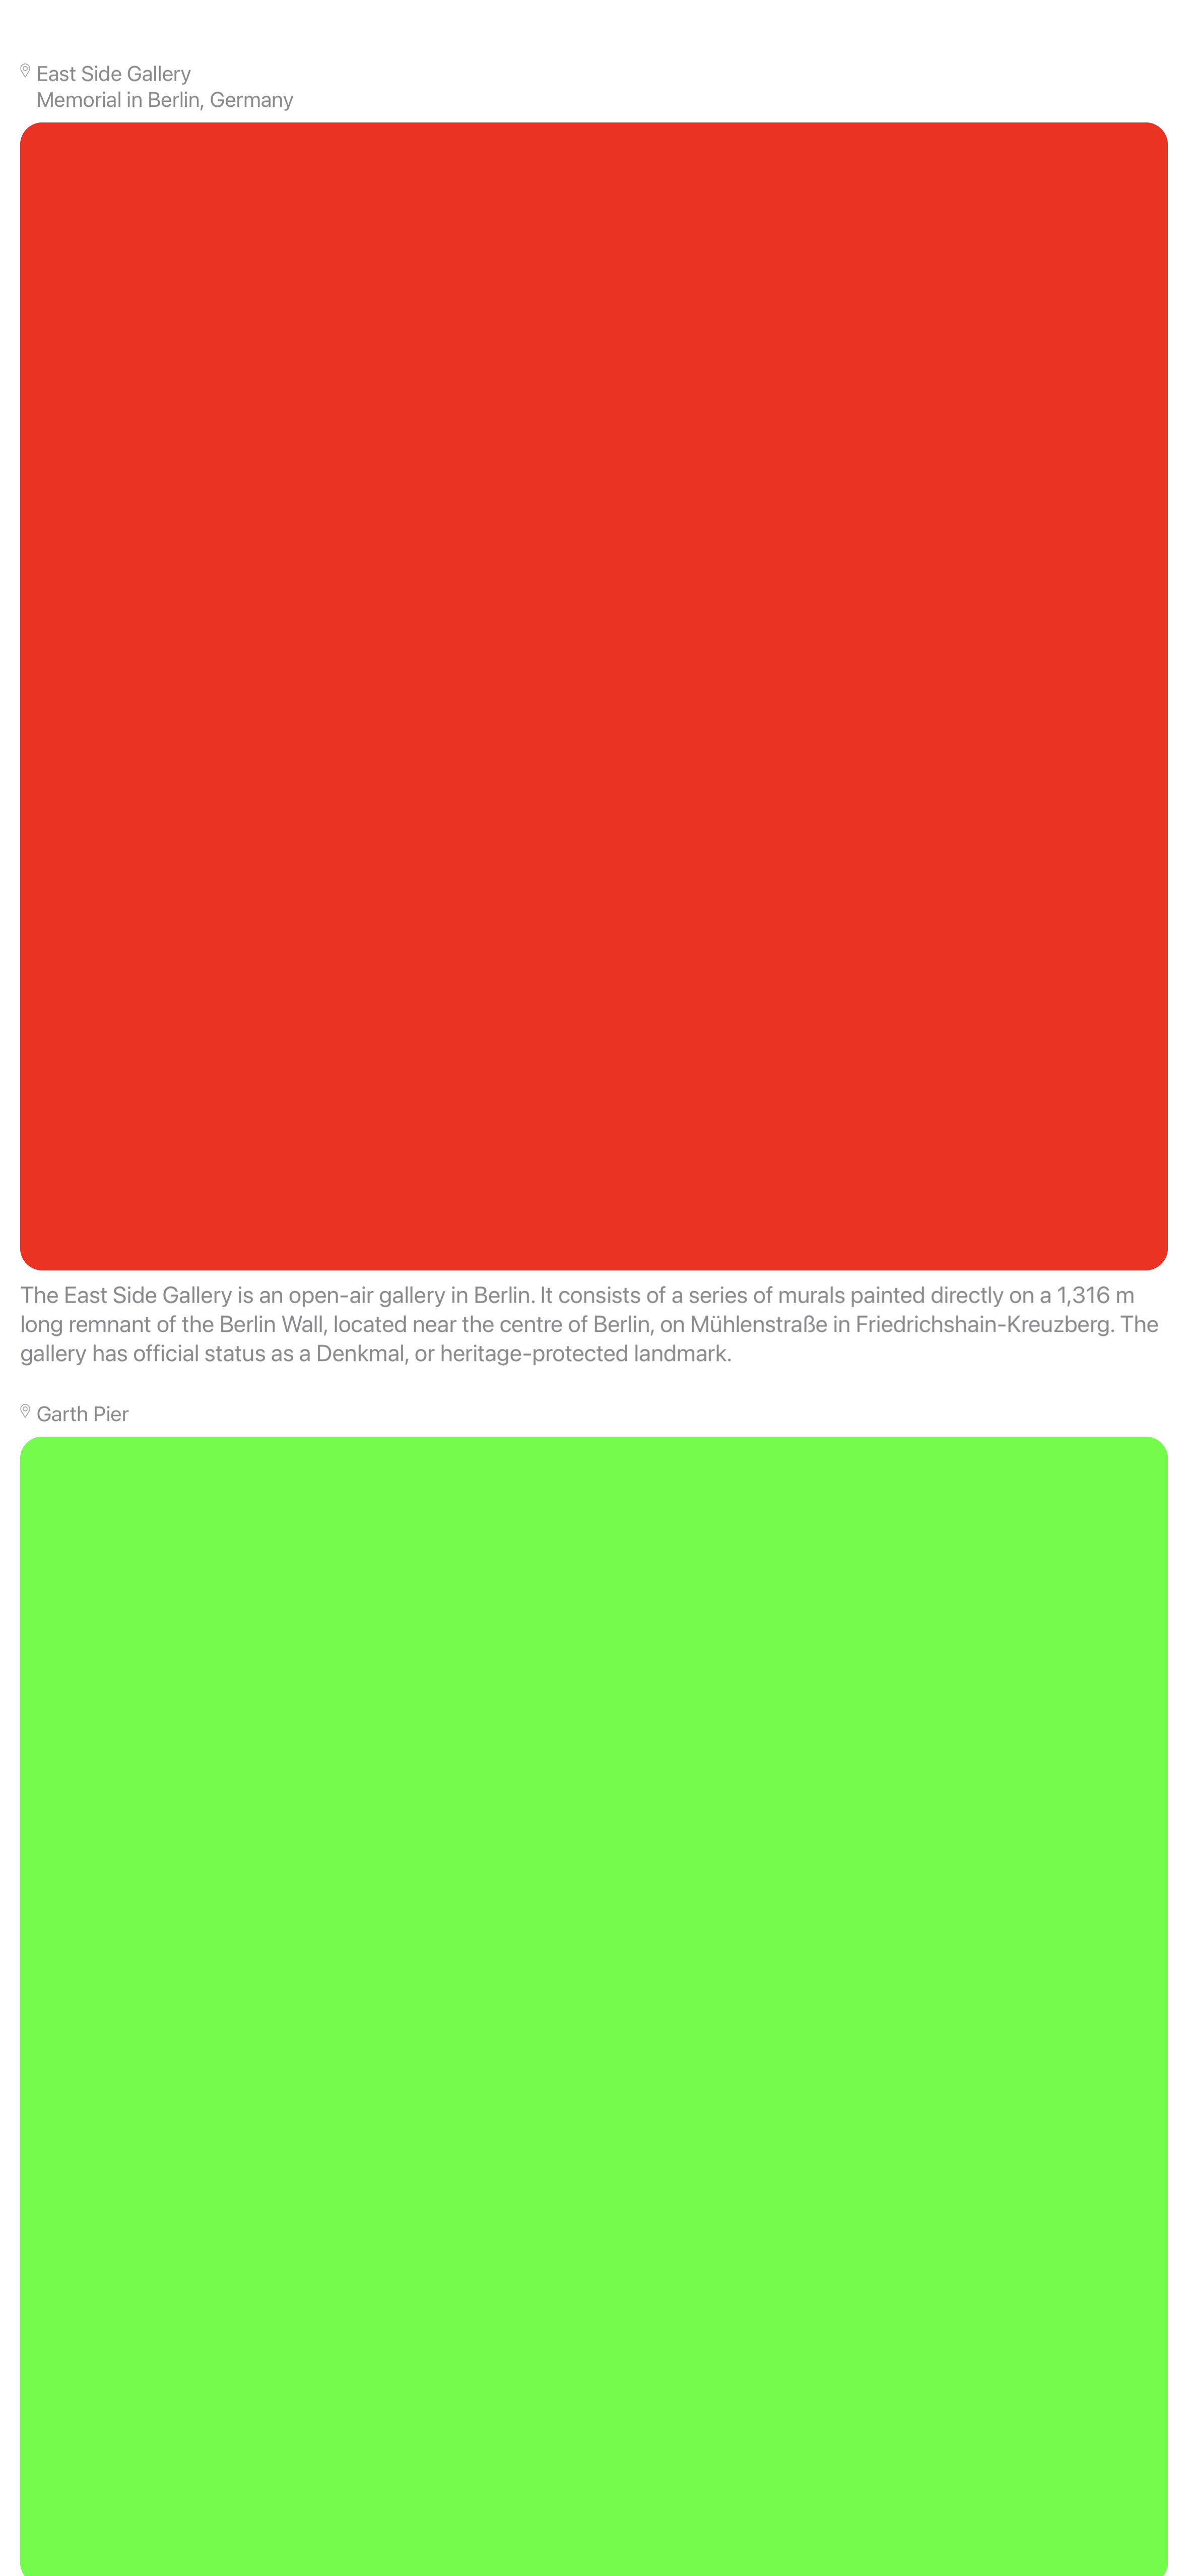 East Side Gallery
Memorial in Berlin, Germany
The East Side Gallery is an open-air gallery in Berlin. It consists of a series of murals painted directly on a 1,316 m
long remnant of the Berlin Wall, located near the centre of Berlin, on Mühlenstraße in Friedrichshain-Kreuzberg. The
gallery has official status as a Denkmal, or heritage-protected landmark.
Garth Pier